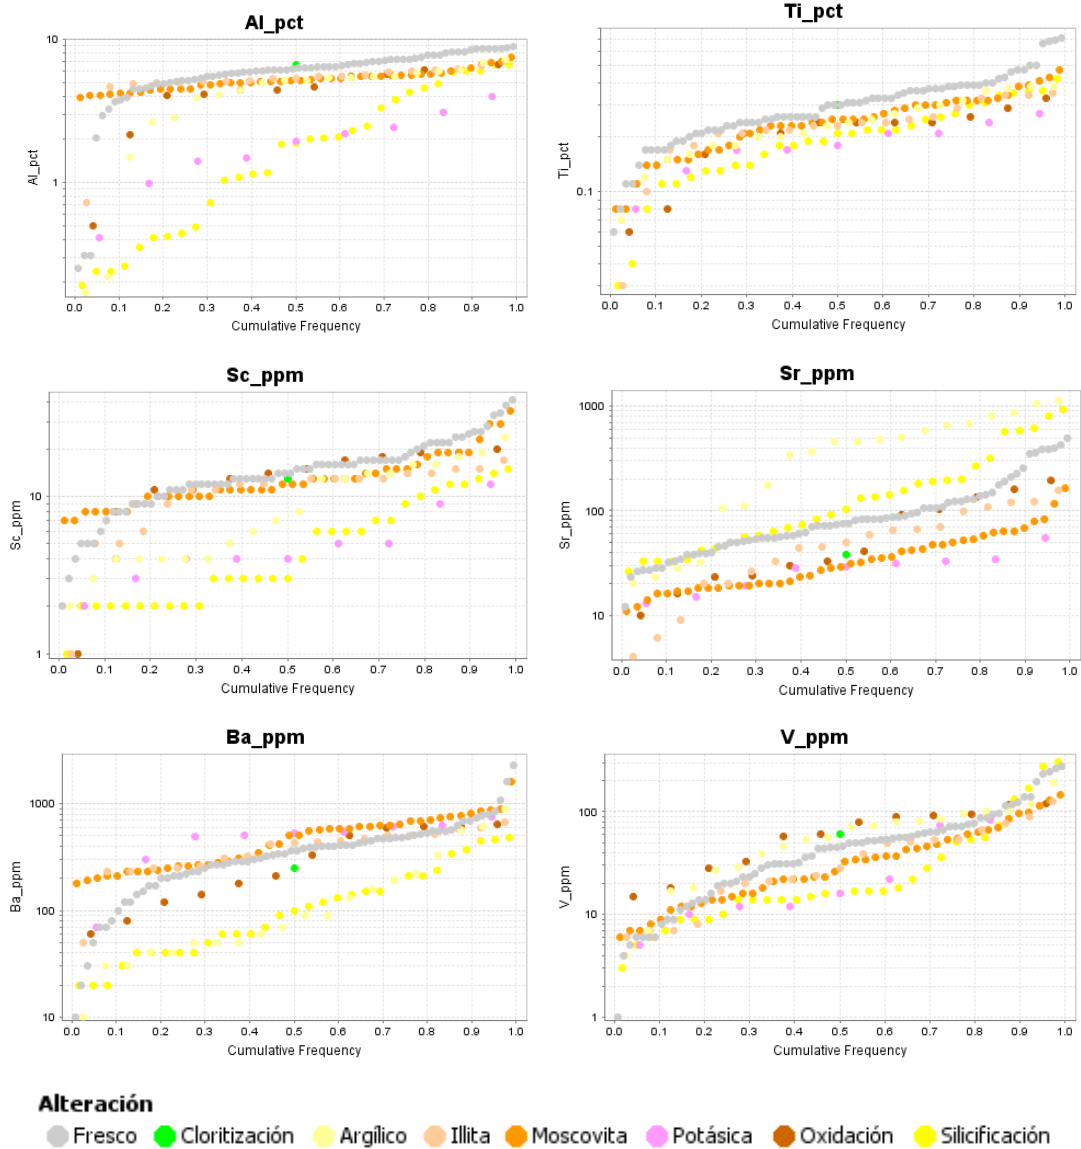 Al_pct
10
1
Al_pct
0.0 0.1 0.2 0.3 0.4 0.5 0.6 0.7 0.8 0.9 1.0
Cumulative Frequency
Ti_pct
0.1
Ti_pct
0.0 0.1 0.2 0.3 0.4 0.5 0.6 0.7 0.8 0.9 1.0
Cumulative Frequency
Sc_ppm
10
1
Sc_ppm
0.0 0.1 0.2 0.3 0.4 0.5 0.6 0.7 0.8 0.9 1.0
Cumulative Frequency
Sr_ppm
1000
100
10
Sr_ppm
0.0 0.1 0.2 0.3 0.4 0.5 0.6 0.7 0.8 0.9 1.0
Cumulative Frequency
Ba_ppm
1000
100
10
Ba_ppm
0.0 0.1 0.2 0.3 0.4 0.5 0.6 0.7 0.8 0.9 1.0
Cumulative Frequency
V_ppm
100
10
1
V_ppm
0.0 0.1 0.2 0.3 0.4 0.5 0.6 0.7 0.8 0.9 1.0
Cumulative Frequency
Alteración
Fresco Cloritización Argílico Illita Moscovita Potásica Oxidación Silicificación